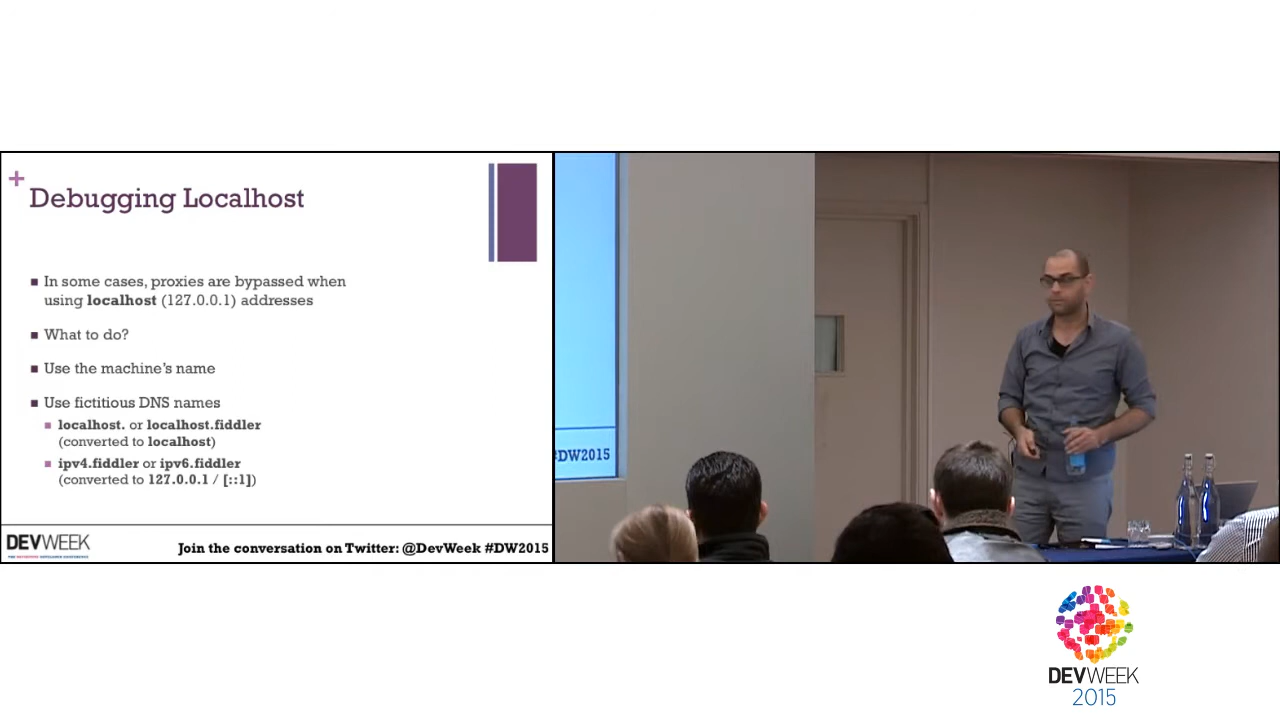 +
Debugging Localhost
In some cases, proxies are bypassed when
using localhost (127.0.0.1) addresses
What to do?
Use the machine's name
Use fictitious DNS names
localhost. or localhost.fiddler
(converted to localhost)
ipv4.fiddler or ipv6.fiddler
(converted to 127.0.0.1 / [::1])
DEVWEEK
Join the conversation on Twitter: @DevWeek #DW2015
#DW2015
DEVWEEK
2015